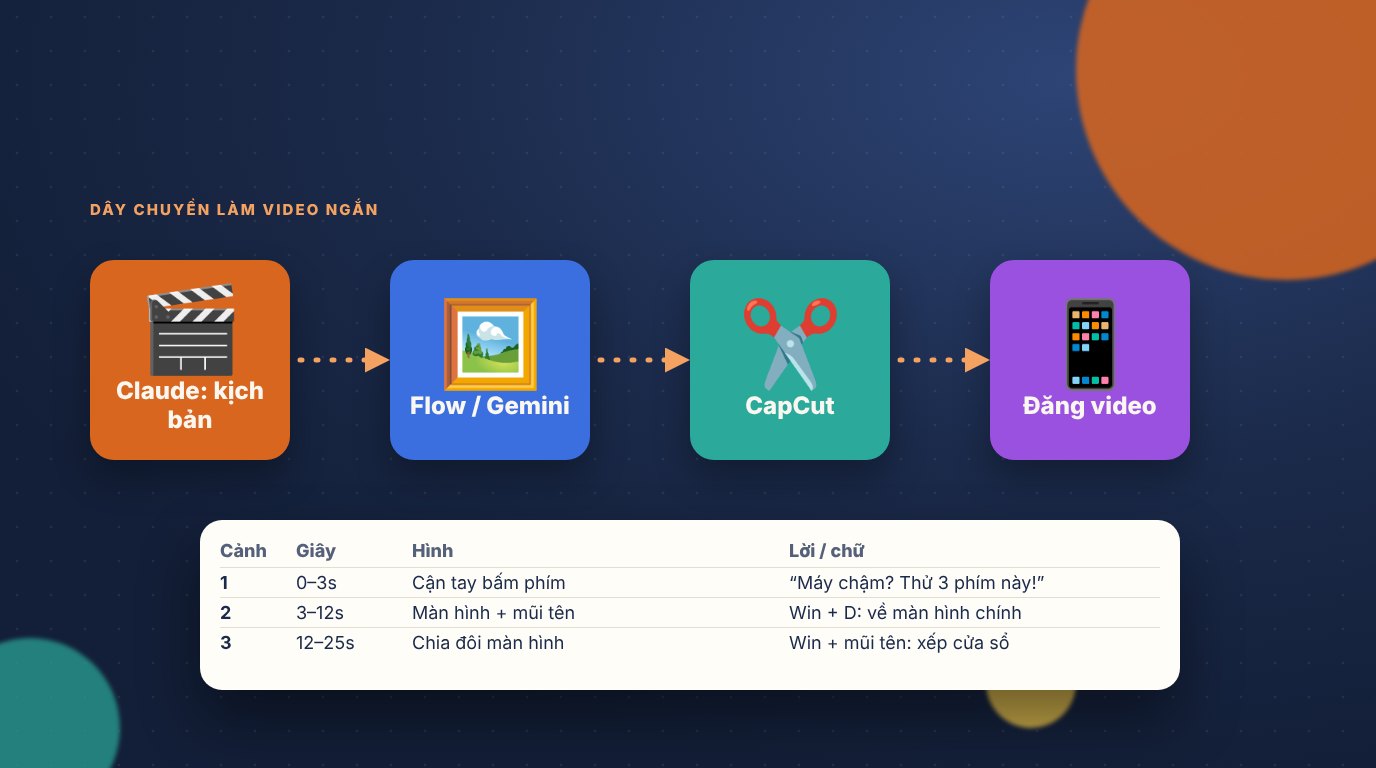 DÂY CHUYỀN LÀM VIDEO NGẮN
Claude: kịch
bản
Flow / Gemini
CapCut
Đăng video
Cảnh Giây Hình Lời / chữ
1 0–3s Cận tay bấm phím “Máy chậm? Thử 3 phím này!”
2 3–12s Màn hình + mũi tên Win + D: về màn hình chính
3 12–25s Chia đôi màn hình Win + mũi tên: xếp cửa sổ